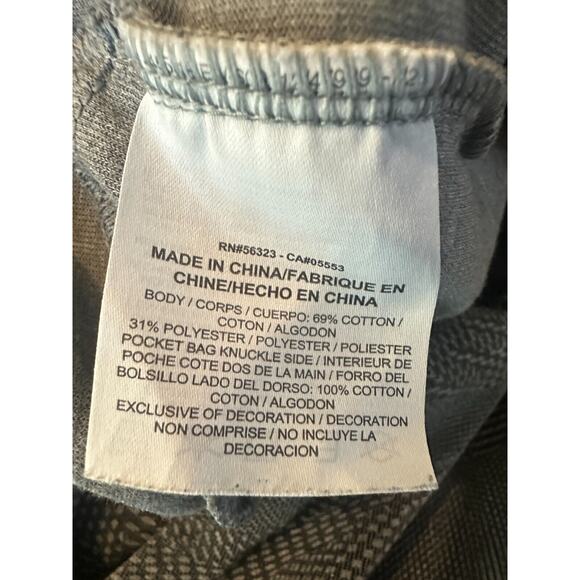 RN#56323 - CA#05553
MADE IN CHINA/FABRIQUE EN
CHINE/HECHO EN CHINA
BODY / CORPS / CUERPO: 69% COTTON /
COTON / ALGODON
31% POLYESTER / POLYESTER / POLIESTER
POCKET BAG KNUCKLE SIDE / INTERIEUR DE
POCHE COTE DOS DE LA MAIN / FORRO DEL
BOLSILLO LADO DEL DORSO: 100% COTTON /
COTON / ALGODON
EXCLUSIVE OF DECORATION / DECORATION
NON COMPRISE / NO INCLUYE LA
DECORACION